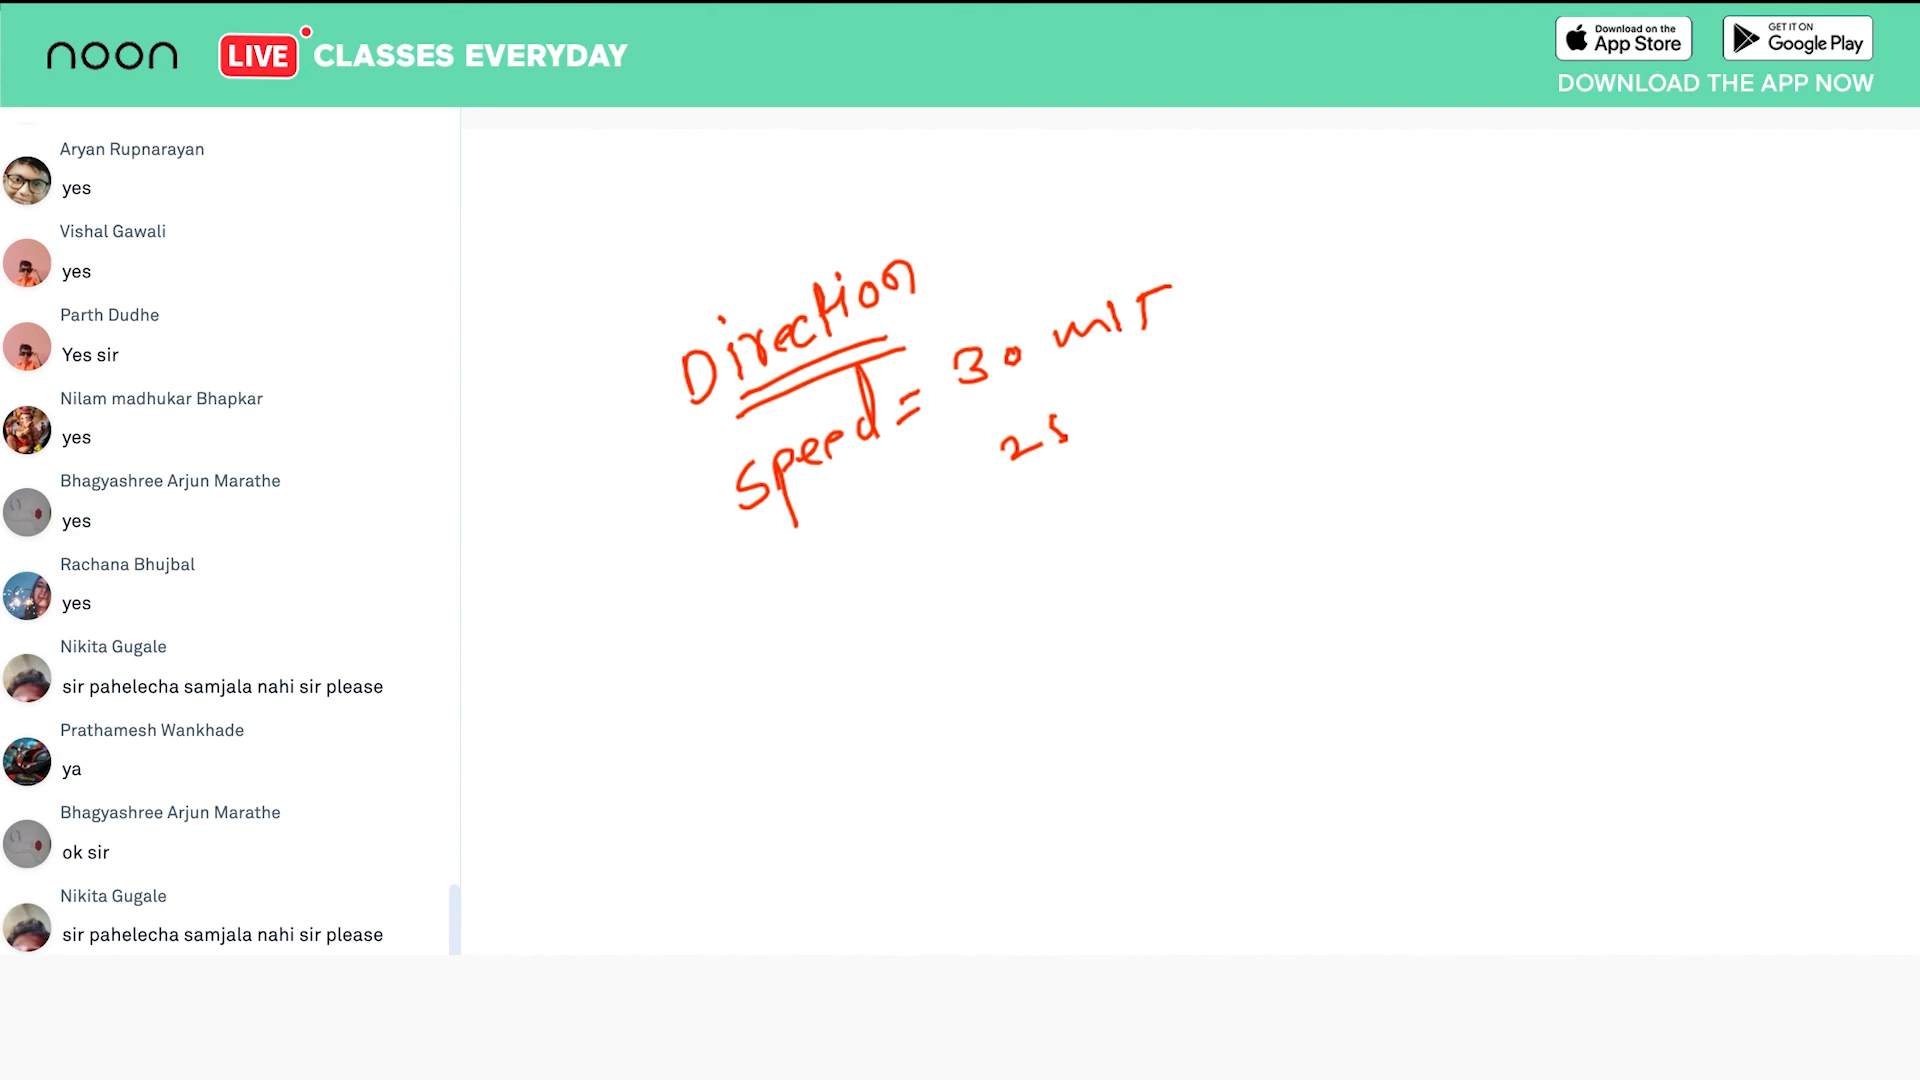 noon LIVE CLASSES EVERYDAY
Download on the App Store
GET IT ON Google Play
DOWNLOAD THE APP NOW
Aryan Rupnarayan
yes
Vishal Gawali
yes
Parth Dudhe
Yes sir
Nilam madhukar Bhapkar
yes
Bhagyashree Arjun Marathe
yes
Rachana Bhujbal
yes
Nikita Gugale
sir pahelecha samjala nahi sir please
Prathamesh Wankhade
ya
Bhagyashree Arjun Marathe
ok sir
Nikita Gugale
sir pahelecha samjala nahi sir please
Direction
Speed = 30 m/s